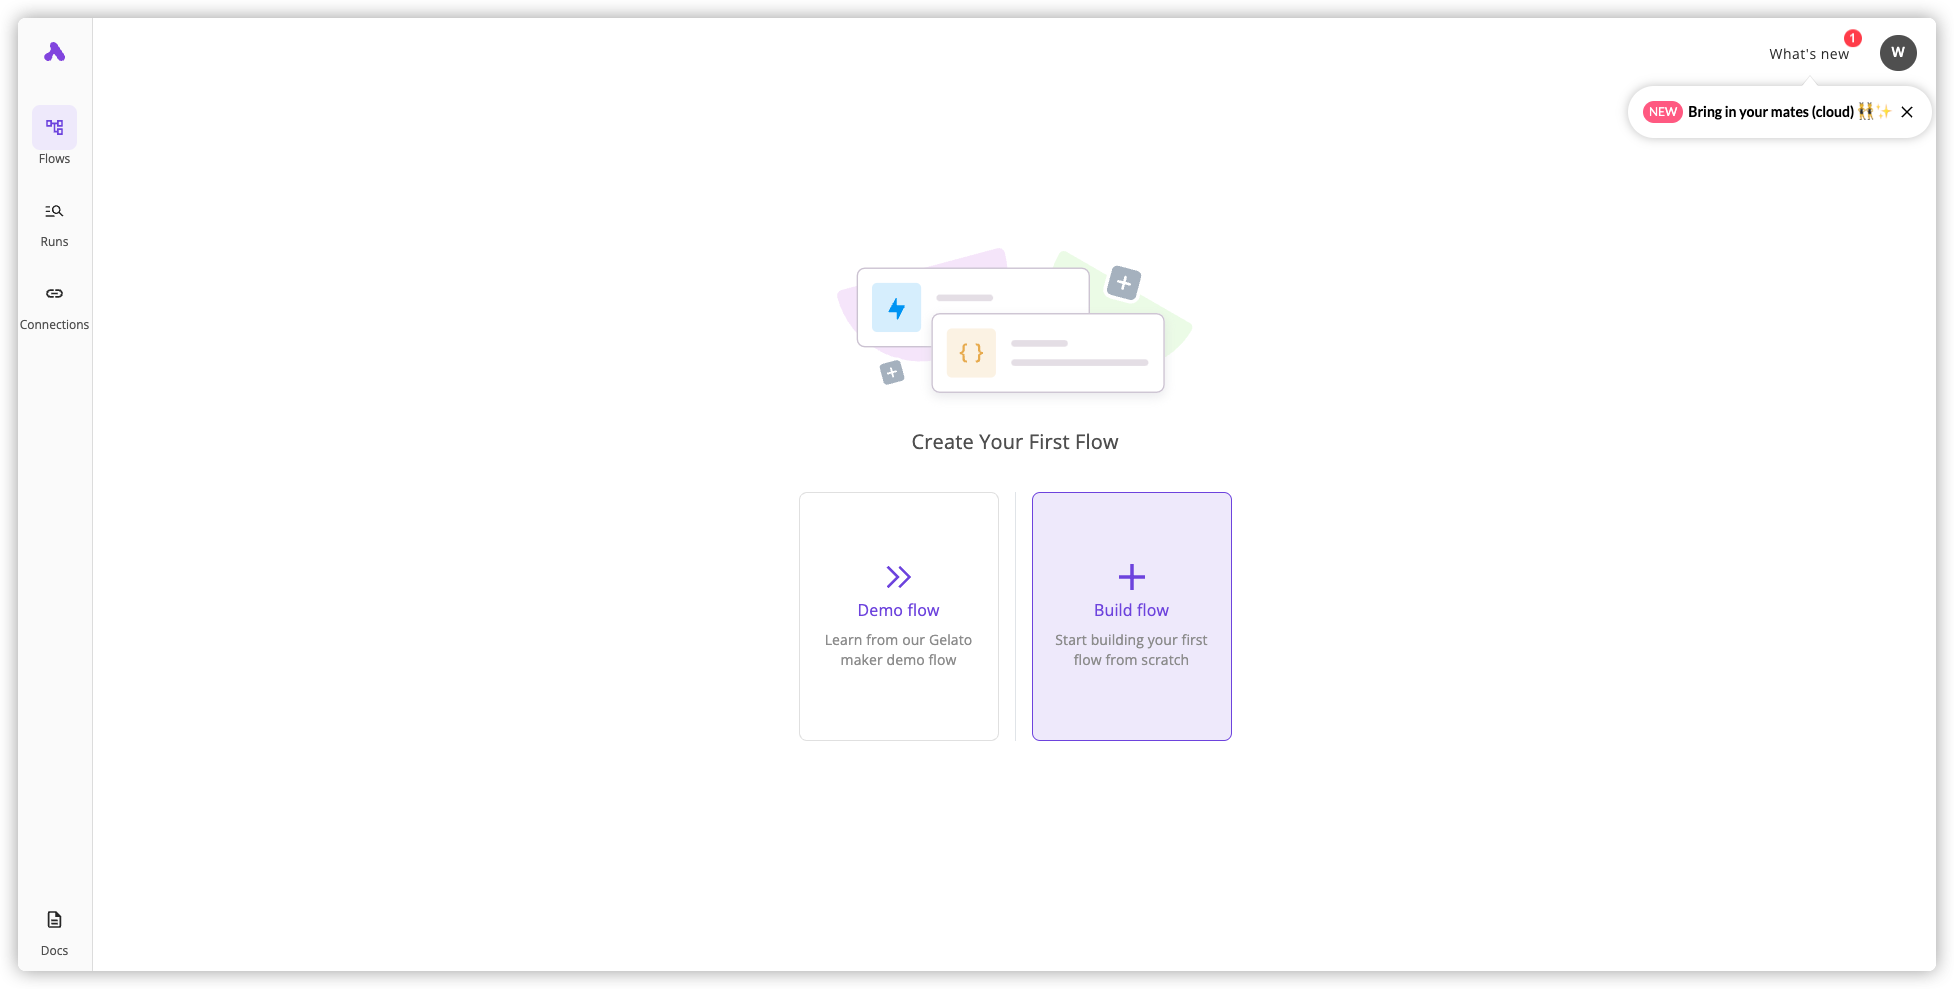 What's new
1
W
NEW Bring in your mates (cloud) 👯✨
Flows
Runs
Connections
{ }
Create Your First Flow
Demo flow
Learn from our Gelato
maker demo flow
Build flow
Start building your first
flow from scratch
Docs